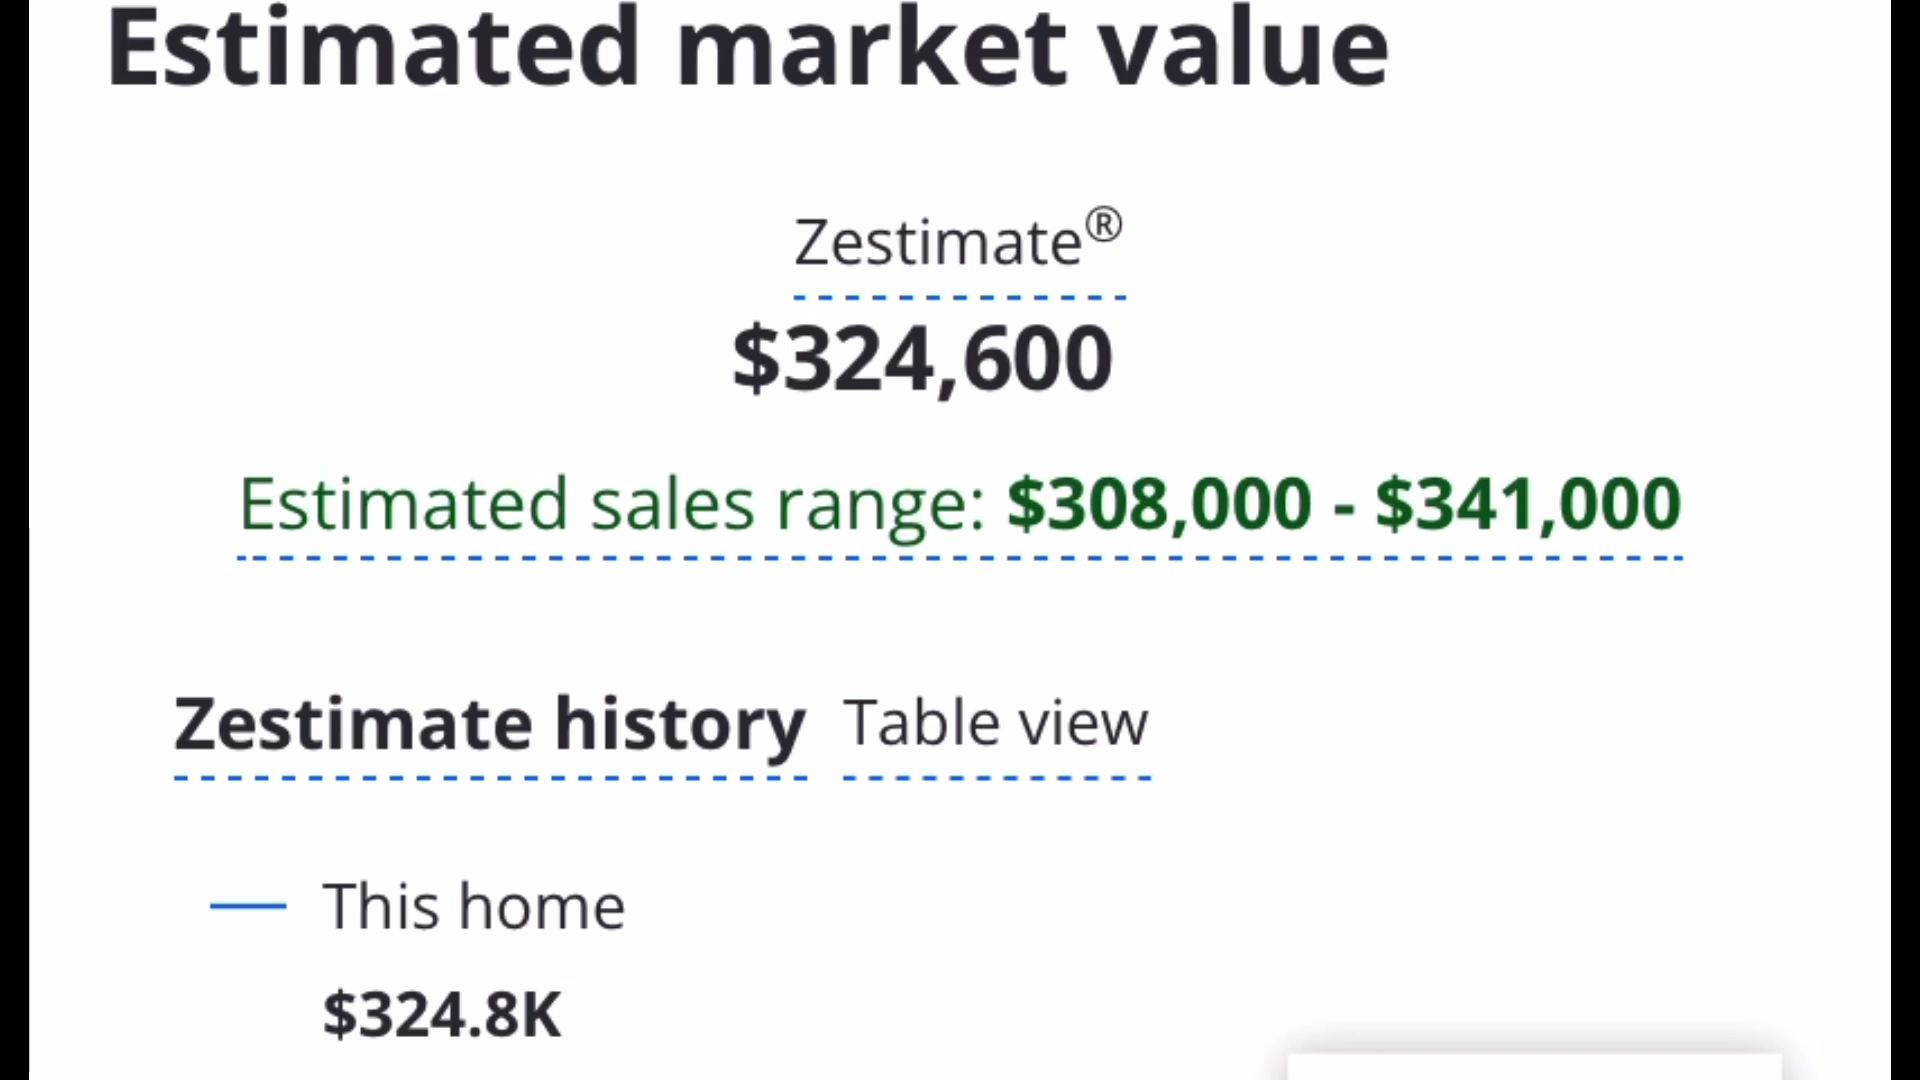 Estimated market value
Zestimate®
$324,600
Estimated sales range: $308,000 - $341,000
Zestimate history Table view
This home
$324.8K